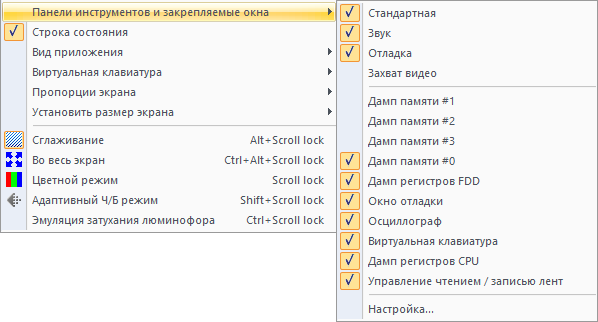 Панели инструментов и закрепляемые окна
Строка состояния
Вид приложения
Виртуальная клавиатура
Пропорции экрана
Установить размер экрана
Сглаживание Alt+Scroll lock
Во весь экран Ctrl+Alt+Scroll lock
Цветной режим Scroll lock
Адаптивный Ч/Б режим Shift+Scroll lock
Эмуляция затухания люминофора Ctrl+Scroll lock
Стандартная
Звук
Отладка
Захват видео
Дамп памяти #1
Дамп памяти #2
Дамп памяти #3
Дамп памяти #0
Дамп регистров FDD
Окно отладки
Осциллограф
Виртуальная клавиатура
Дамп регистров CPU
Управление чтением / записью лент
Настройка...